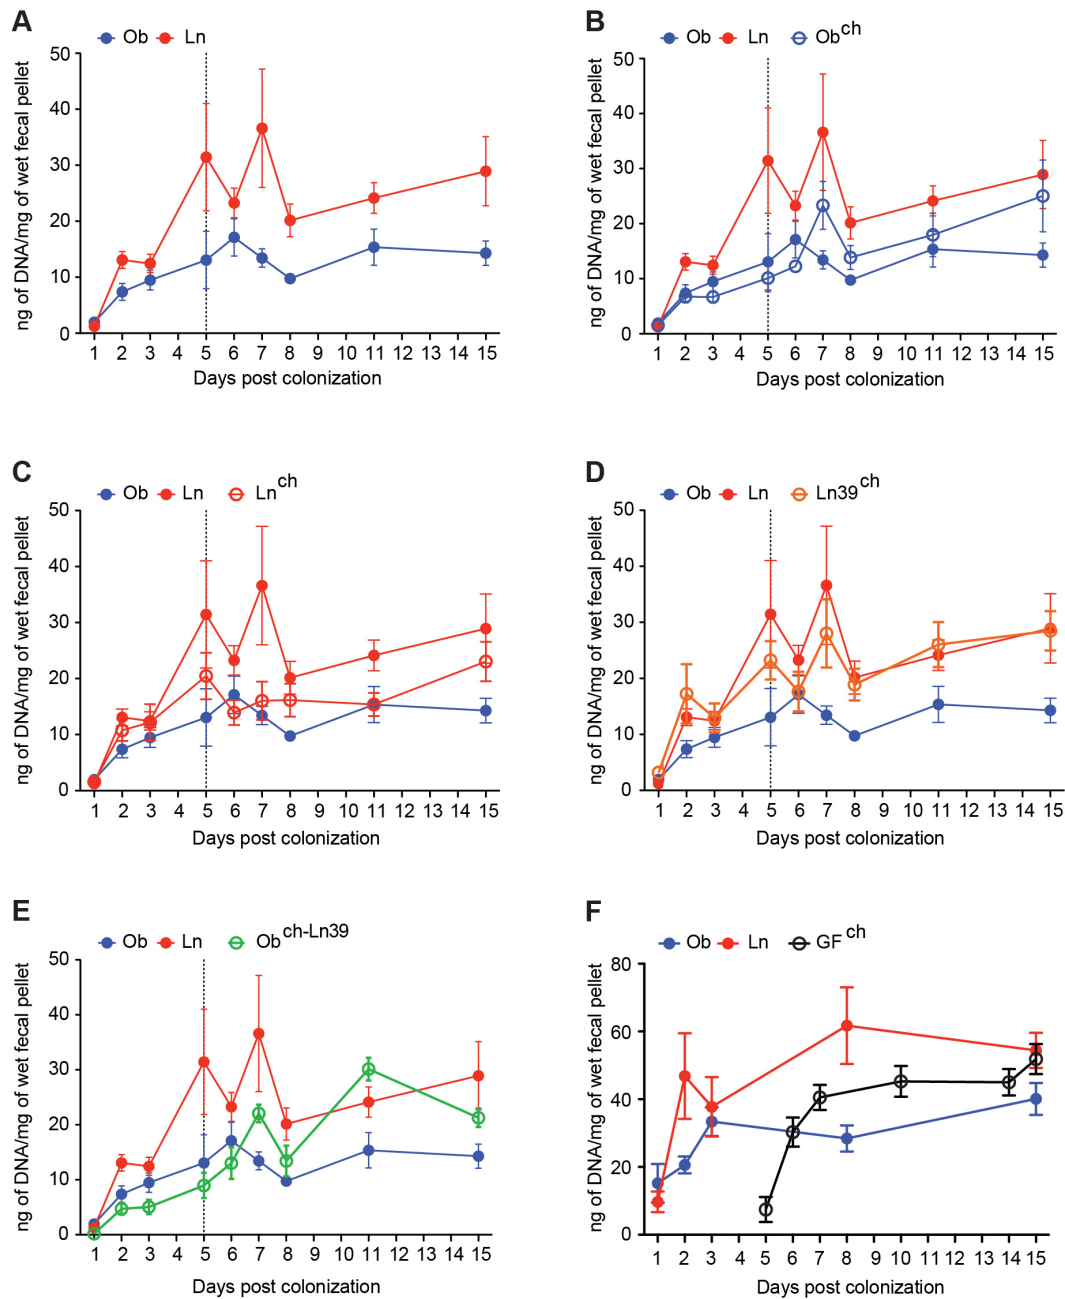 A
Ob Ln
ng of DNA/mg of wet fecal pellet
50
40
30
20
10
0
1 2 3 4 5 6 7 8 9 10 11 12 13 14 15
Days post colonization
B
Ob Ln Ob^ch
ng of DNA/mg of wet fecal pellet
50
40
30
20
10
0
1 2 3 4 5 6 7 8 9 10 11 12 13 14 15
Days post colonization
C
Ob Ln Ln^ch
ng of DNA/mg of wet fecal pellet
50
40
30
20
10
0
1 2 3 4 5 6 7 8 9 10 11 12 13 14 15
Days post colonization
D
Ob Ln Ln39^ch
ng of DNA/mg of wet fecal pellet
50
40
30
20
10
0
1 2 3 4 5 6 7 8 9 10 11 12 13 14 15
Days post colonization
E
Ob Ln Ob^ch-Ln39
ng of DNA/mg of wet fecal pellet
50
40
30
20
10
0
1 2 3 4 5 6 7 8 9 10 11 12 13 14 15
Days post colonization
F
Ob Ln GF^ch
ng of DNA/mg of wet fecal pellet
80
60
40
20
0
1 2 3 4 5 6 7 8 9 10 11 12 13 14 15
Days post colonization